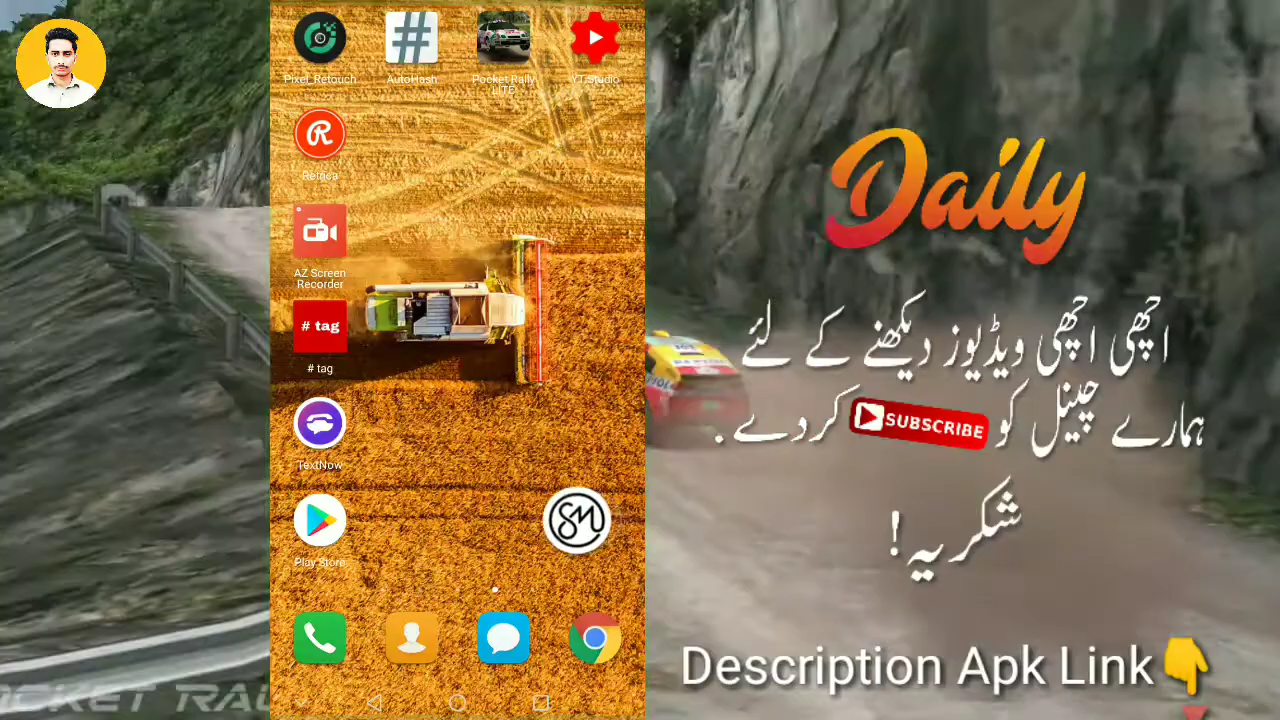 Pixel Retouch
#
AutoHash
Pocket Rally
LITE
YT Studio
R
Retrica
AZ Screen
Recorder
# tag
# tag
TextNow
SM
Play Store
Daily
اچھی اچھی ویڈیوز دیکھنے کے لئے
ہمارے چینل کو SUBSCRIBE کردے .
شکریہ !
Description Apk Link